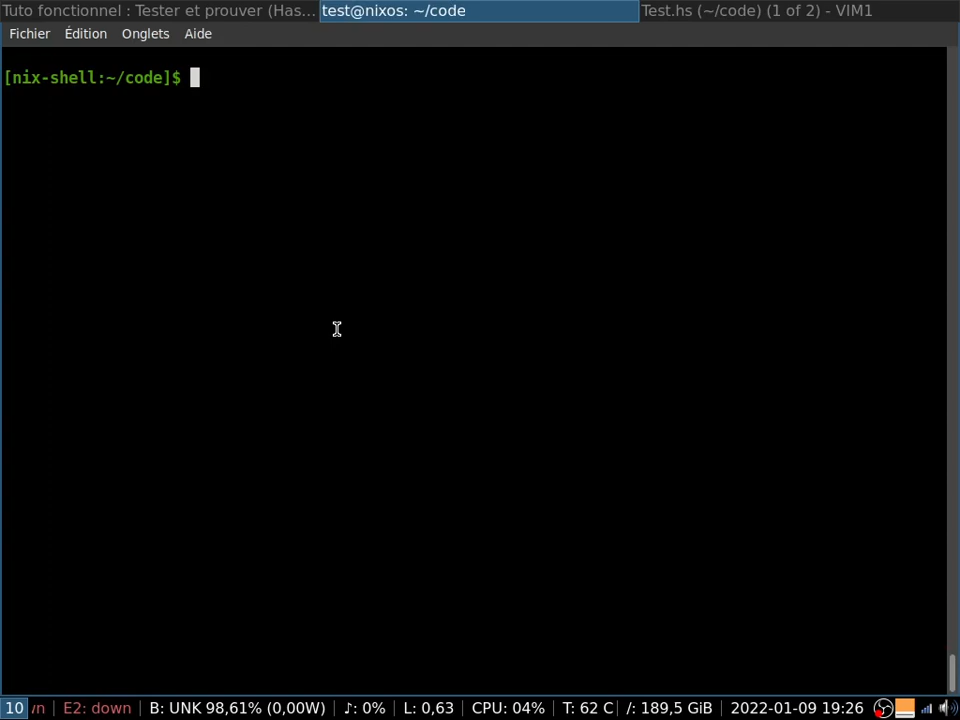 Tuto fonctionnel : Tester et prouver (Has... test@nixos: ~/code Test.hs (~/code) (1 of 2) - VIM1
Fichier Édition Onglets Aide
[nix-shell:~/code]$
10 E2: down | B: UNK 98,61% (0,00W) | ♪: 0% | L: 0,63 | CPU: 04% | T: 62 C | /: 189,5 GiB | 2022-01-09 19:26